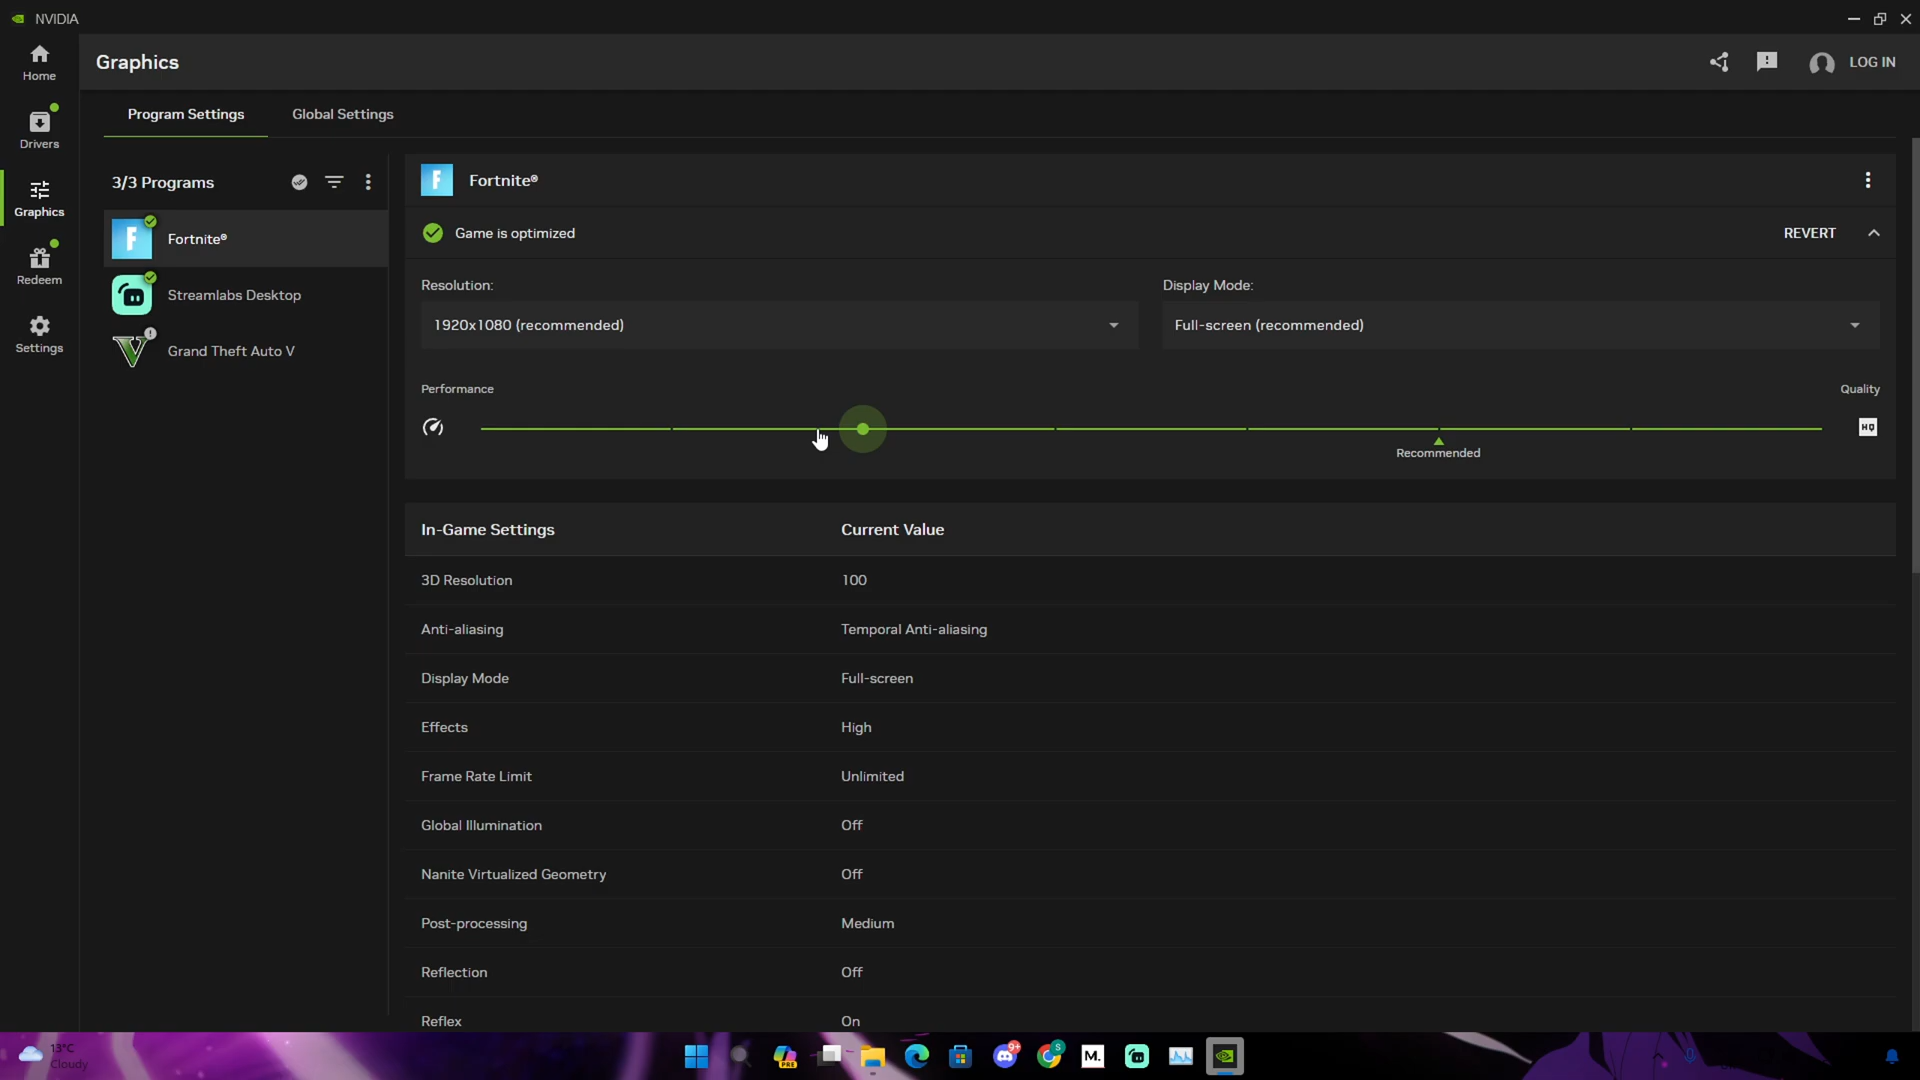 NVIDIA
Home
Graphics
LOG IN
Drivers
Graphics
Redeem
Settings
Program Settings
Global Settings
3/3 Programs
Fortnite®
Streamlabs Desktop
Grand Theft Auto V
F
F
Fortnite®
Game is optimized
REVERT
Resolution:
Display Mode:
1920x1080 (recommended)
Full-screen (recommended)
Performance
Quality
HQ
Recommended
In-Game Settings
Current Value
3D Resolution
100
Anti-aliasing
Temporal Anti-aliasing
Display Mode
Full-screen
Effects
High
Frame Rate Limit
Unlimited
Global Illumination
Off
Nanite Virtualized Geometry
Off
Post-processing
Medium
Reflection
Off
Reflex
On
13°C
Cloudy
PRE
9+
S
M.